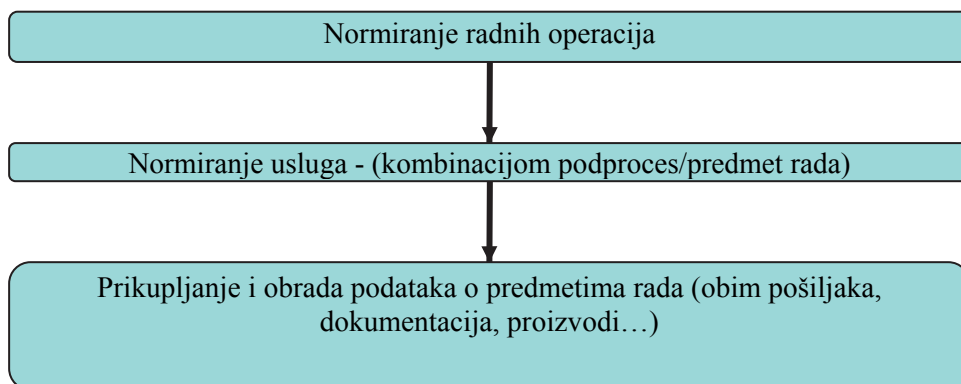 Normiranje radnih operacija
Normiranje usluga - (kombinacijom podproces/predmet rada)
Prikupljanje i obrada podataka o predmetima rada (obim pošiljaka,
dokumentacija, proizvodi…)